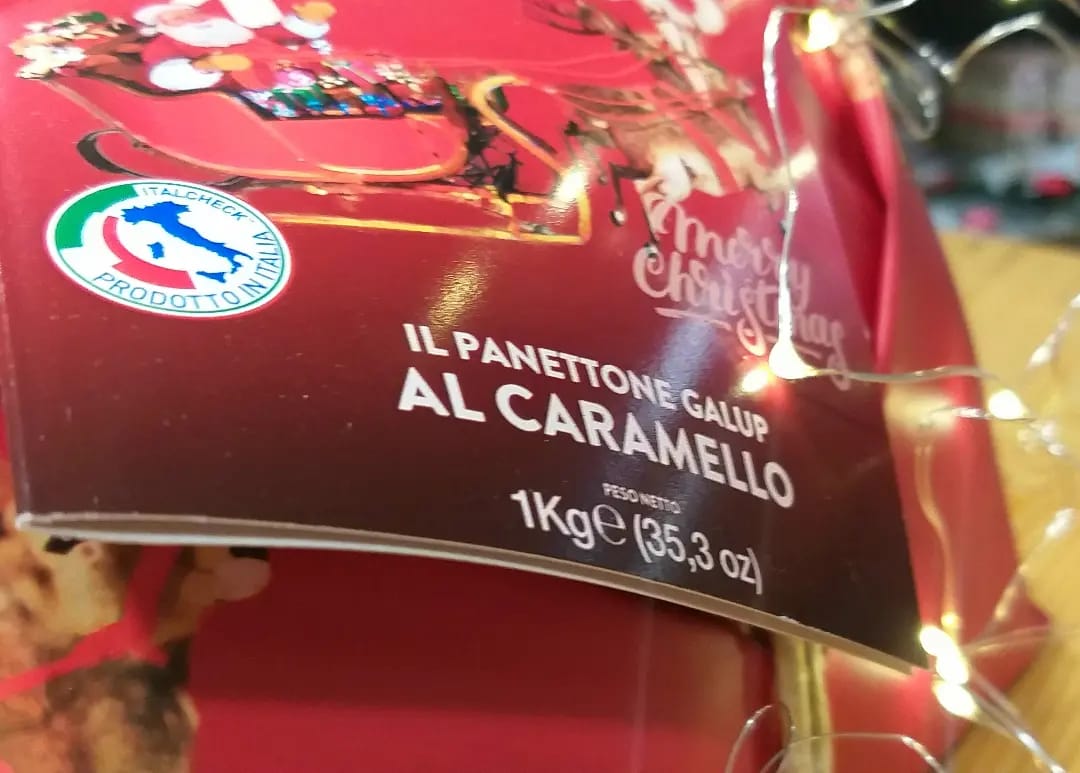 ITALCHECK
PRODOTTO IN ITALIA
Merry
Christmas
IL PANETTONE GALUP
AL CARAMELLO
PESO NETTO
1Kg℮ (35,3 oz)